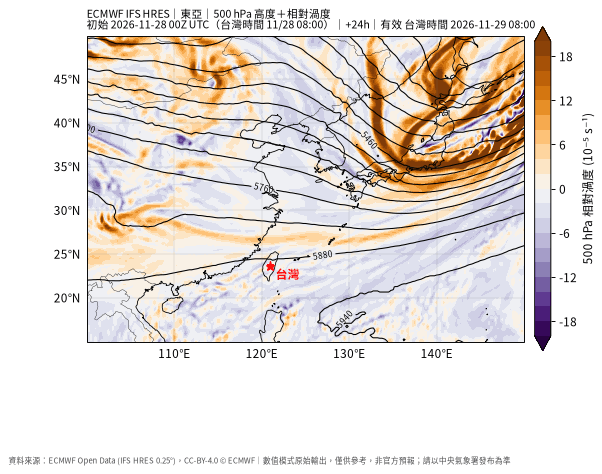 ECMWF IFS HRES｜東亞｜500 hPa 高度＋相對渦度
初始 2026-11-28 00Z UTC（台灣時間 11/28 08:00）｜+24h｜有效 台灣時間 2026-11-29 08:00
45°N
40°N
35°N
30°N
25°N
20°N
110°E
120°E
130°E
140°E
5460
5760
5880
5940
台灣
18
12
6
0
-6
-12
-18
500 hPa 相對渦度 (10⁻⁵ s⁻¹)
資料來源：ECMWF Open Data (IFS HRES 0.25°)，CC-BY-4.0 © ECMWF｜數值模式原始輸出，僅供參考，非官方預報；請以中央氣象署發布為準